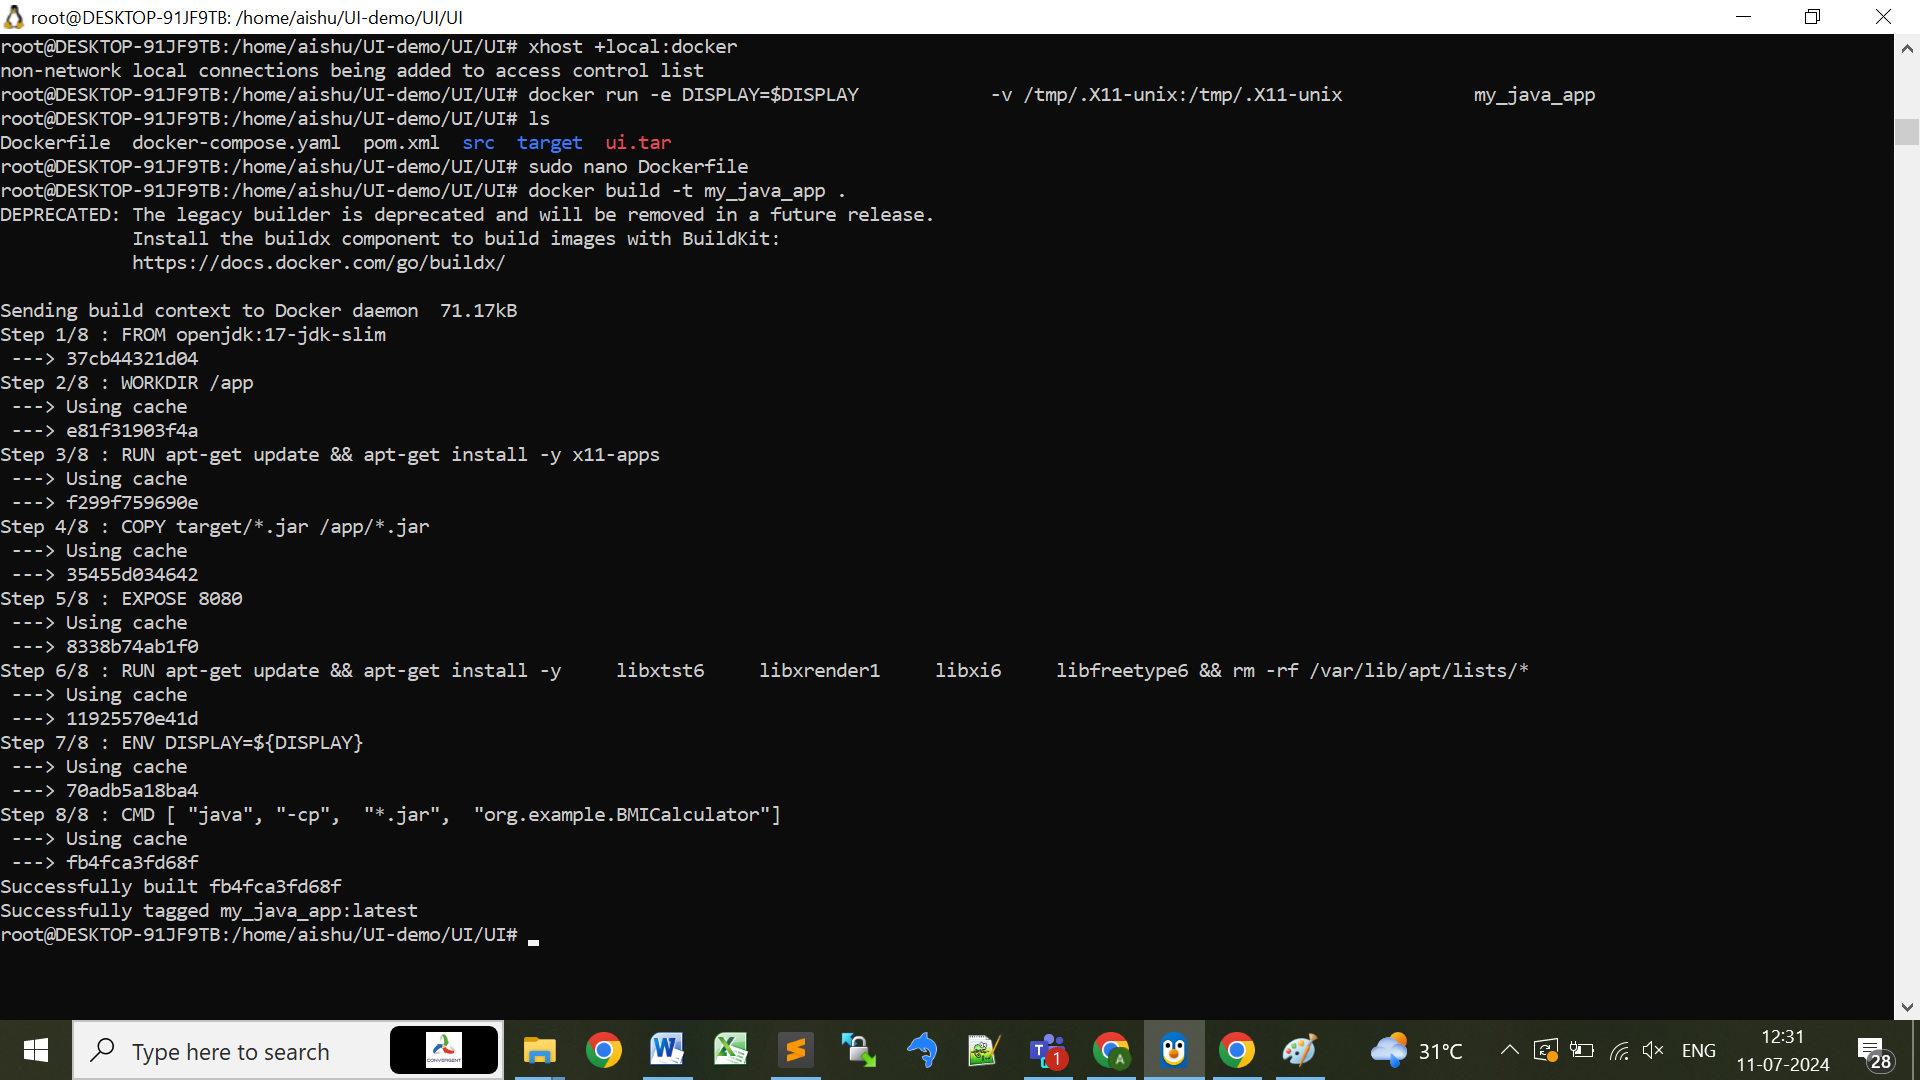 root@DESKTOP-91JF9TB: /home/aishu/UI-demo/UI/UI
root@DESKTOP-91JF9TB:/home/aishu/UI-demo/UI/UI# xhost +local:docker
non-network local connections being added to access control list
root@DESKTOP-91JF9TB:/home/aishu/UI-demo/UI/UI# docker run -e DISPLAY=$DISPLAY            -v /tmp/.X11-unix:/tmp/.X11-unix            my_java_app
root@DESKTOP-91JF9TB:/home/aishu/UI-demo/UI/UI# ls
Dockerfile  docker-compose.yaml  pom.xml  src  target  ui.tar
root@DESKTOP-91JF9TB:/home/aishu/UI-demo/UI/UI# sudo nano Dockerfile
root@DESKTOP-91JF9TB:/home/aishu/UI-demo/UI/UI# docker build -t my_java_app .
DEPRECATED: The legacy builder is deprecated and will be removed in a future release.
            Install the buildx component to build images with BuildKit:
            https://docs.docker.com/go/buildx/

Sending build context to Docker daemon  71.17kB
Step 1/8 : FROM openjdk:17-jdk-slim
 ---> 37cb44321d04
Step 2/8 : WORKDIR /app
 ---> Using cache
 ---> e81f31903f4a
Step 3/8 : RUN apt-get update && apt-get install -y x11-apps
 ---> Using cache
 ---> f299f759690e
Step 4/8 : COPY target/*.jar /app/*.jar
 ---> Using cache
 ---> 35455d034642
Step 5/8 : EXPOSE 8080
 ---> Using cache
 ---> 8338b74ab1f0
Step 6/8 : RUN apt-get update && apt-get install -y     libxtst6     libxrender1     libxi6     libfreetype6 && rm -rf /var/lib/apt/lists/*
 ---> Using cache
 ---> 11925570e41d
Step 7/8 : ENV DISPLAY=${DISPLAY}
 ---> Using cache
 ---> 70adb5a18ba4
Step 8/8 : CMD [ "java", "-cp",  "*.jar",  "org.example.BMICalculator"]
 ---> Using cache
 ---> fb4fca3fd68f
Successfully built fb4fca3fd68f
Successfully tagged my_java_app:latest
root@DESKTOP-91JF9TB:/home/aishu/UI-demo/UI/UI#
Type here to search
CONVERGENT
1
A
31°C
ENG
12:31
11-07-2024
28